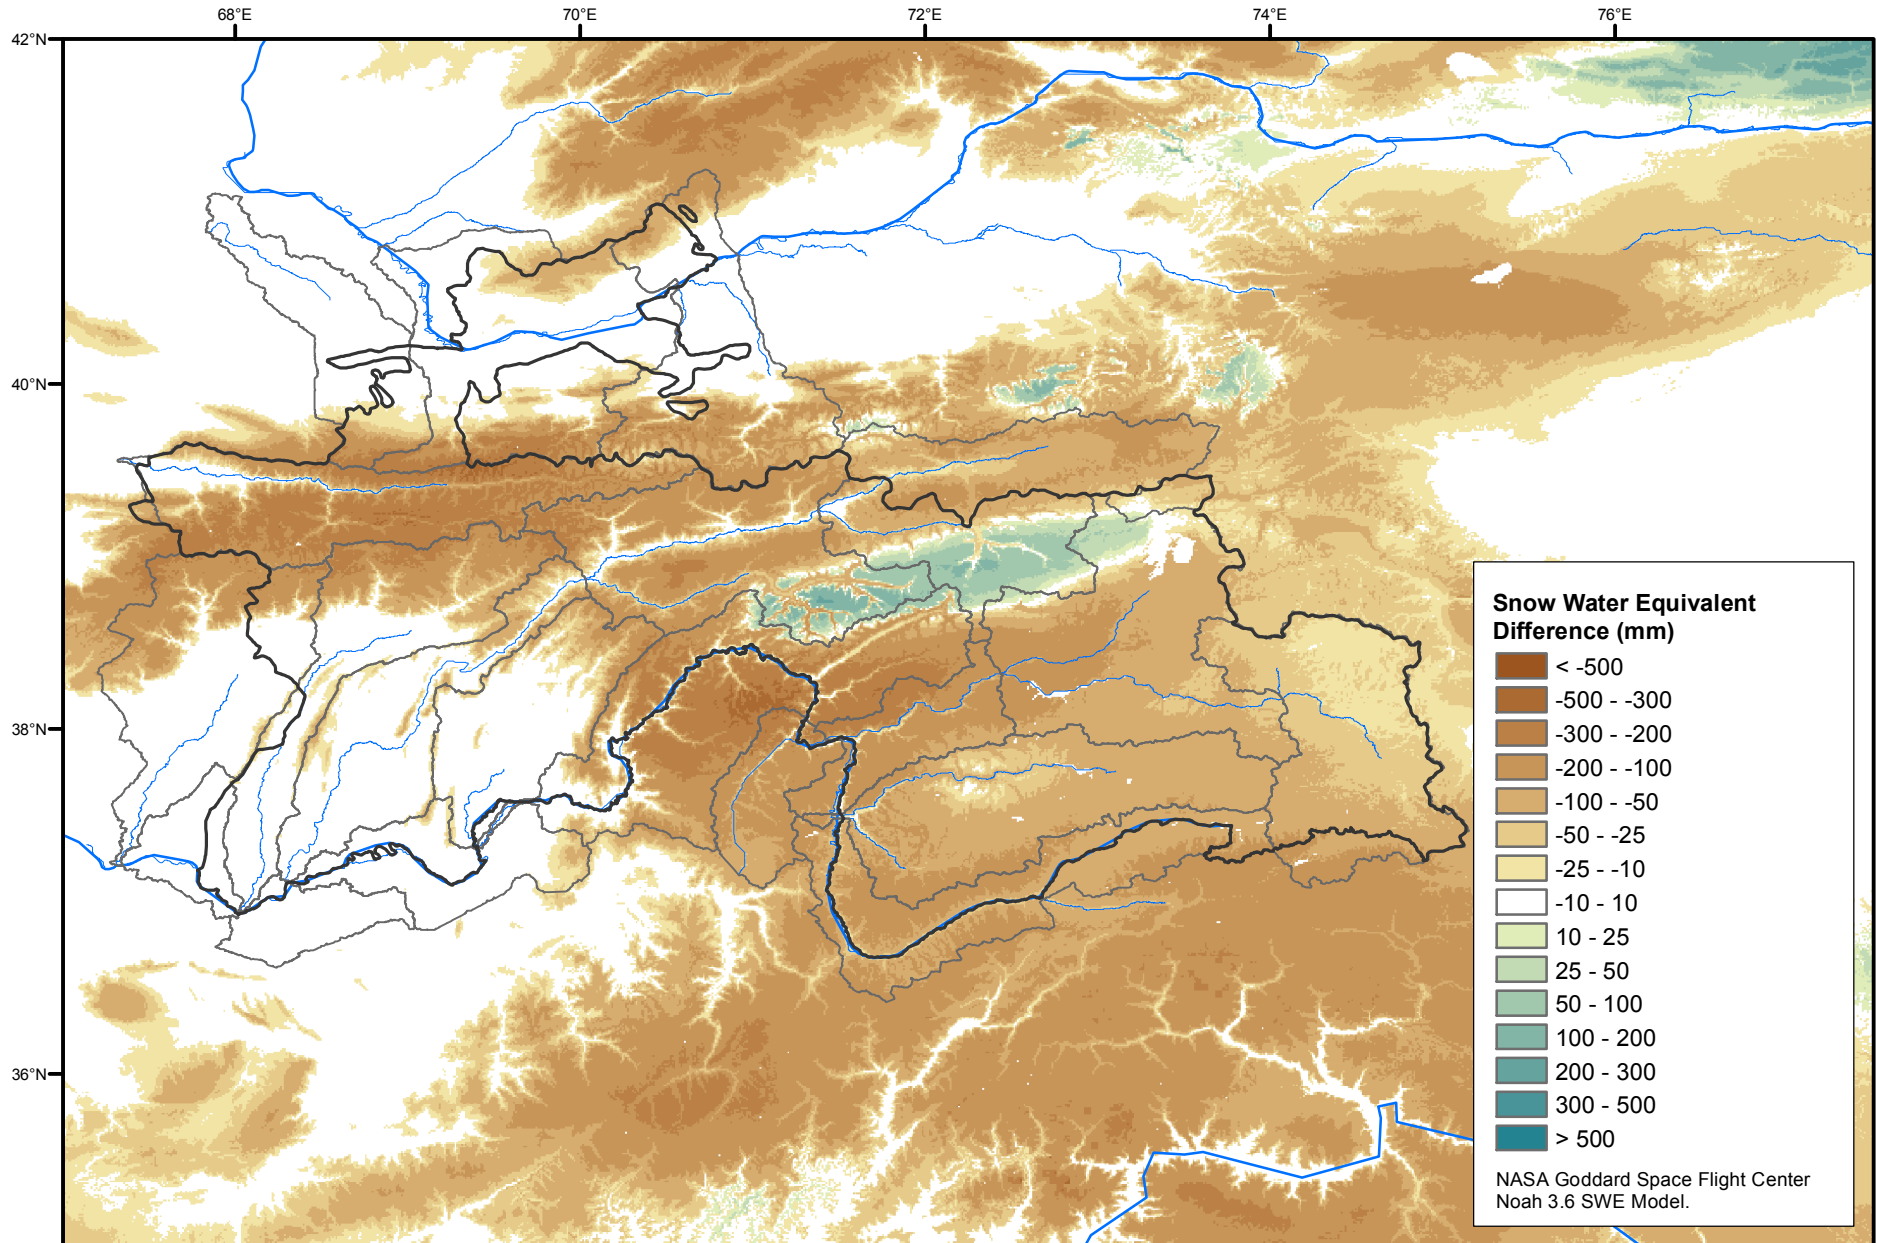 68°E 70°E 72°E 74°E 76°E
42°N
40°N
38°N
36°N
Snow Water Equivalent
Difference (mm)
< -500
-500 - -300
-300 - -200
-200 - -100
-100 - -50
-50 - -25
-25 - -10
-10 - 10
10 - 25
25 - 50
50 - 100
100 - 200
200 - 300
300 - 500
> 500
NASA Goddard Space Flight Center
Noah 3.6 SWE Model.